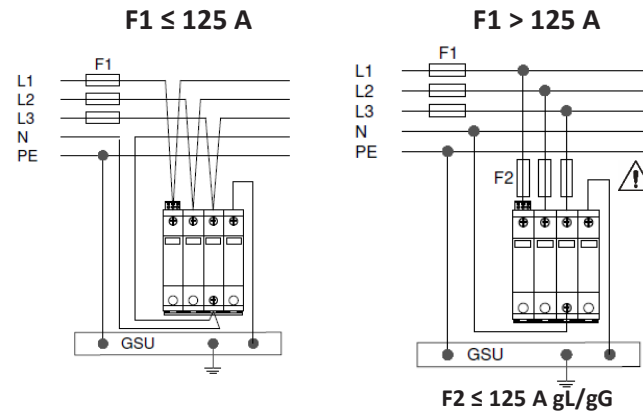 F1 ≤ 125 A
F1
L1
L2
L3
N
PE
GSU
F1 > 125 A
F1
L1
L2
L3
N
PE
F2
GSU
F2 ≤ 125 A gL/gG